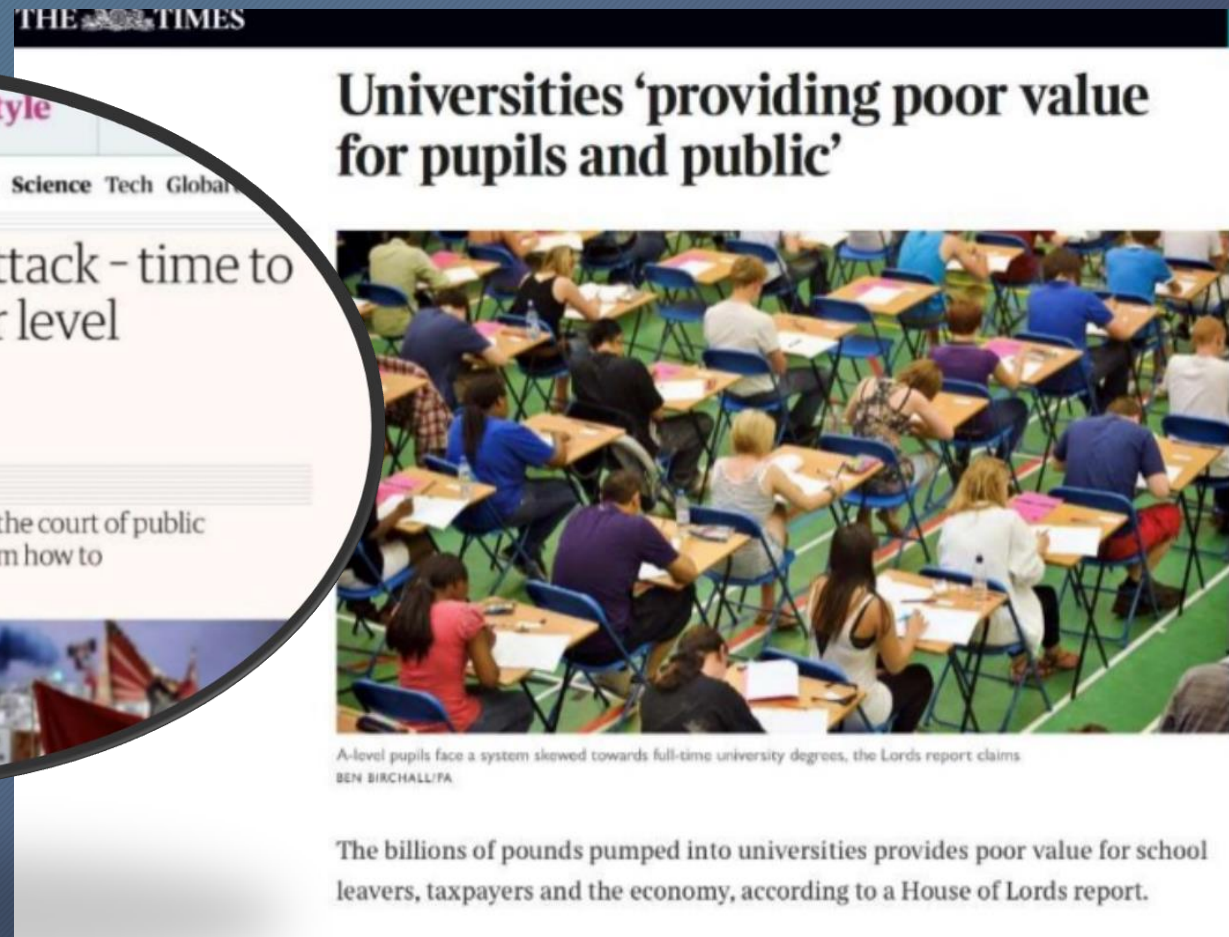 THE TIMES
Style
Science Tech Global
attack – time to
r level
the court of public
m how to
Universities ‘providing poor value
for pupils and public’
A-level pupils face a system skewed towards full-time university degrees, the Lords report claims
BEN BIRCHALL/PA
The billions of pounds pumped into universities provides poor value for school
leavers, taxpayers and the economy, according to a House of Lords report.